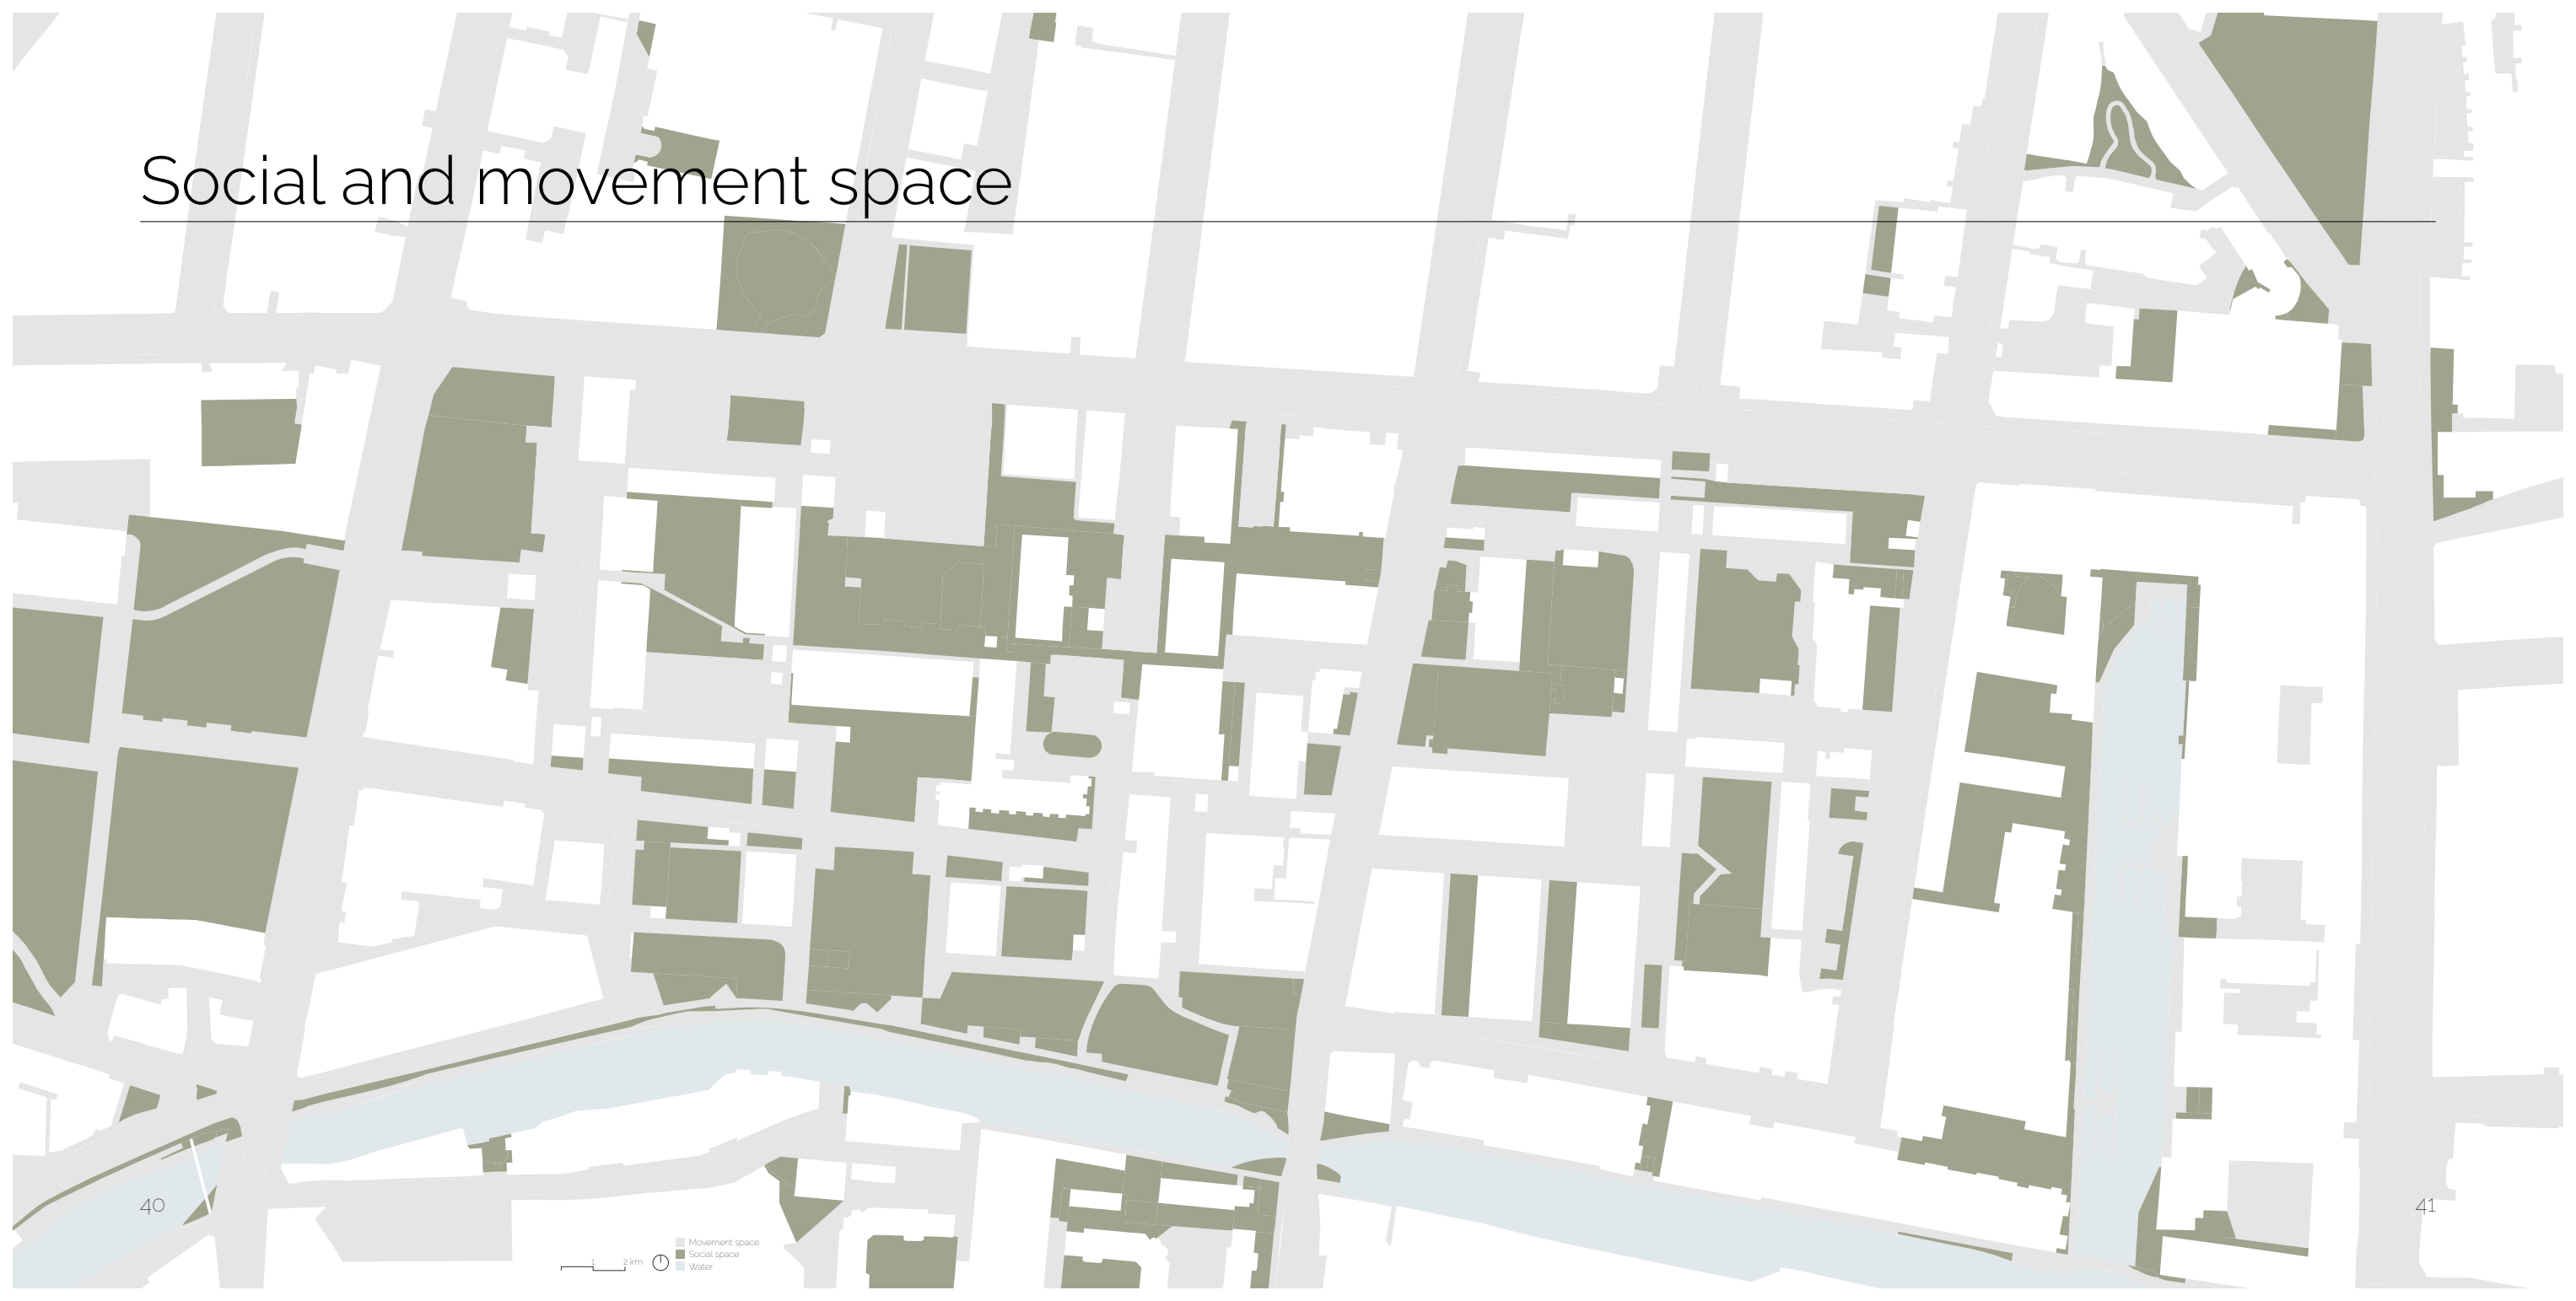 Social and movement space
40
41
1 2 km
Movement space
Social space
Water